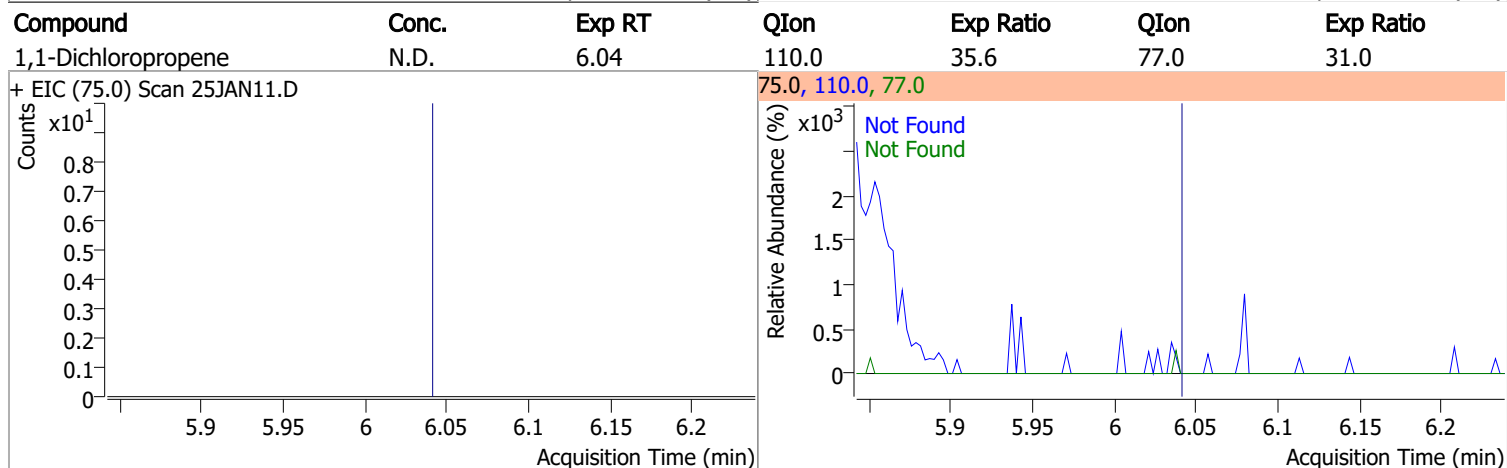 Compound Conc. Exp RT QIon Exp Ratio QIon Exp Ratio
1,1-Dichloropropene N.D. 6.04 110.0 35.6 77.0 31.0
+ EIC (75.0) Scan 25JAN11.D
Counts
x10^1
0.8
0.7
0.6
0.5
0.4
0.3
0.2
0.1
0
5.9 5.95 6 6.05 6.1 6.15 6.2
Acquisition Time (min)
75.0, 110.0, 77.0
Relative Abundance (%)
x10^3
Not Found
Not Found
2
1.5
1
0.5
0
5.9 5.95 6 6.05 6.1 6.15 6.2
Acquisition Time (min)